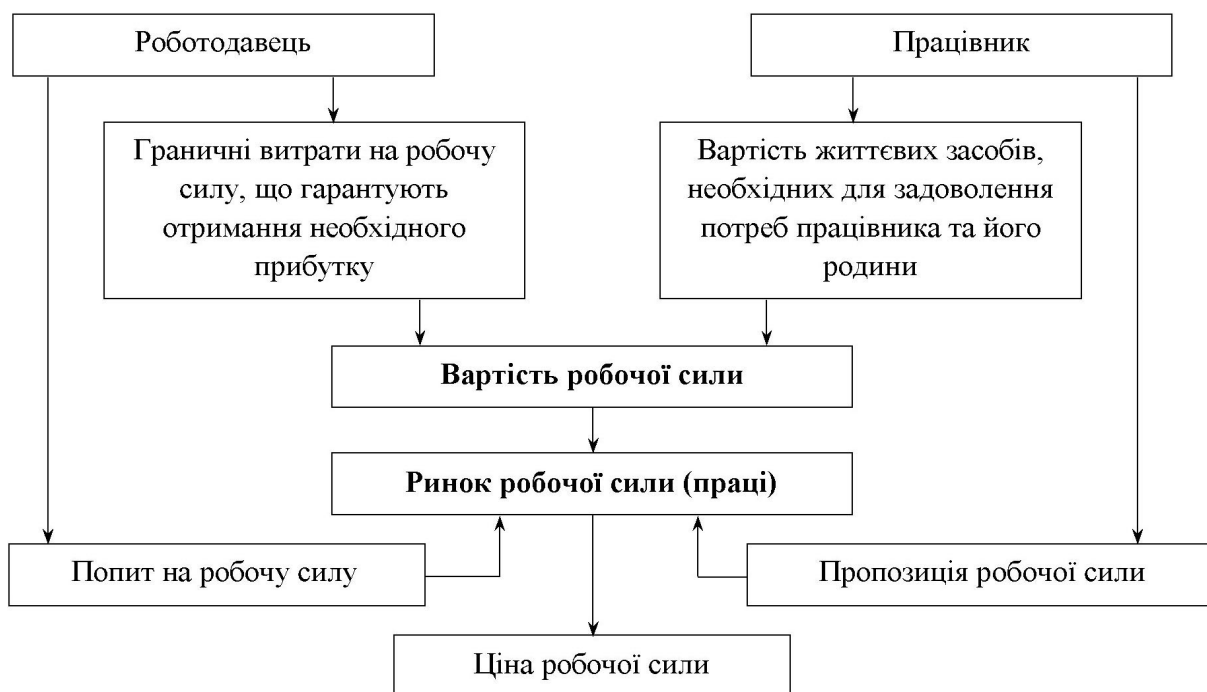 Роботодавець
Працівник
Граничні витрати на робочу
силу, що гарантують
отримання необхідного
прибутку
Вартість життєвих засобів,
необхідних для задоволення
потреб працівника та його
родини
Вартість робочої сили
Ринок робочої сили (праці)
Попит на робочу силу
Пропозиція робочої сили
Ціна робочої сили